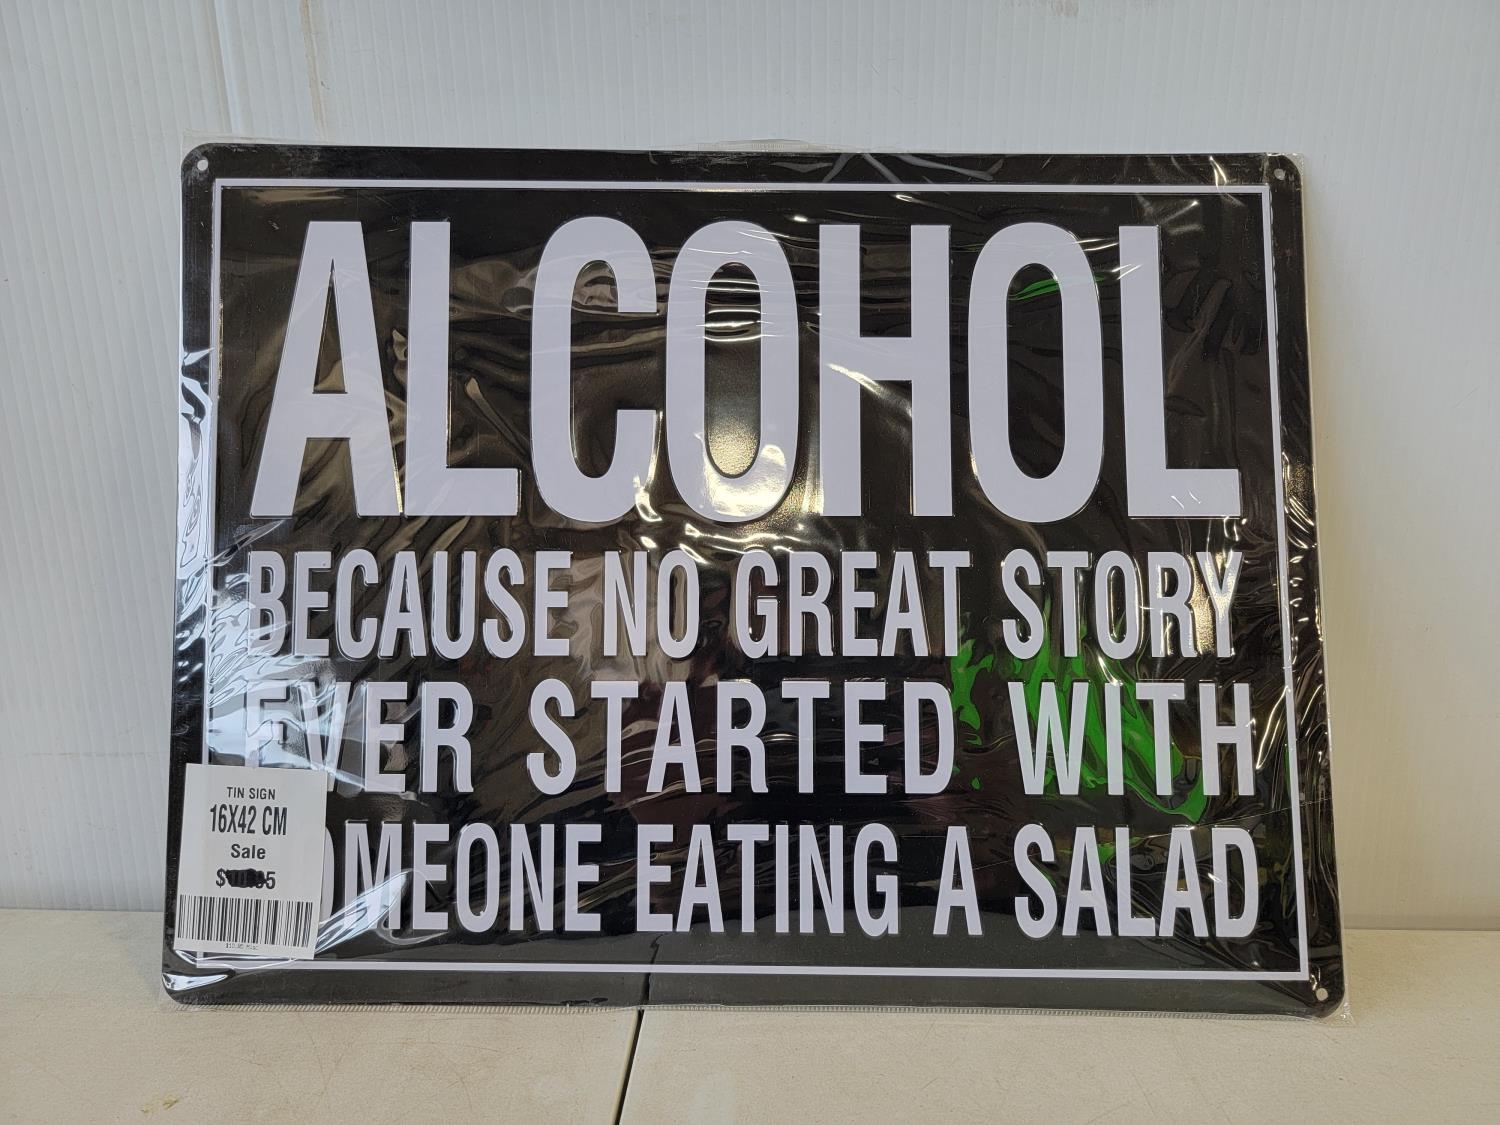 ALCOHOL
BECAUSE NO GREAT STORY
EVER STARTED WITH
SOMEONE EATING A SALAD
TIN SIGN
16X42 CM
Sale